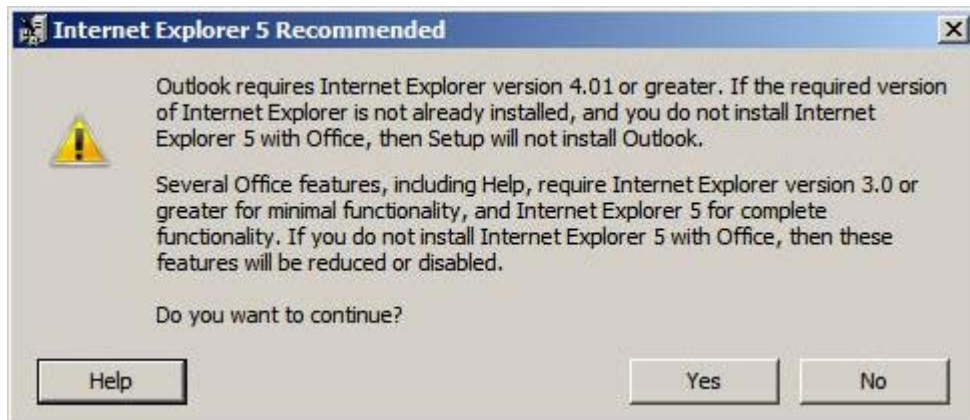 Internet Explorer 5 Recommended
Outlook requires Internet Explorer version 4.01 or greater. If the required version
of Internet Explorer is not already installed, and you do not install Internet
Explorer 5 with Office, then Setup will not install Outlook.
Several Office features, including Help, require Internet Explorer version 3.0 or
greater for minimal functionality, and Internet Explorer 5 for complete
functionality. If you do not install Internet Explorer 5 with Office, then these
features will be reduced or disabled.
Do you want to continue?
Help
Yes
No